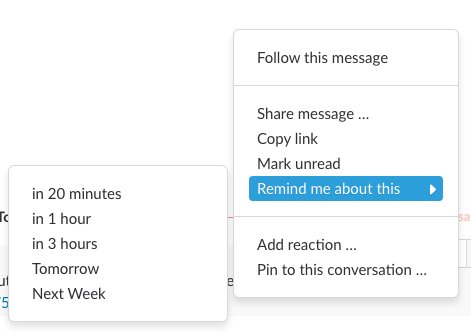 Follow this message
Share message ...
Copy link
Mark unread
Remind me about this
Add reaction ...
Pin to this conversation ...
in 20 minutes
in 1 hour
in 3 hours
Tomorrow
Next Week